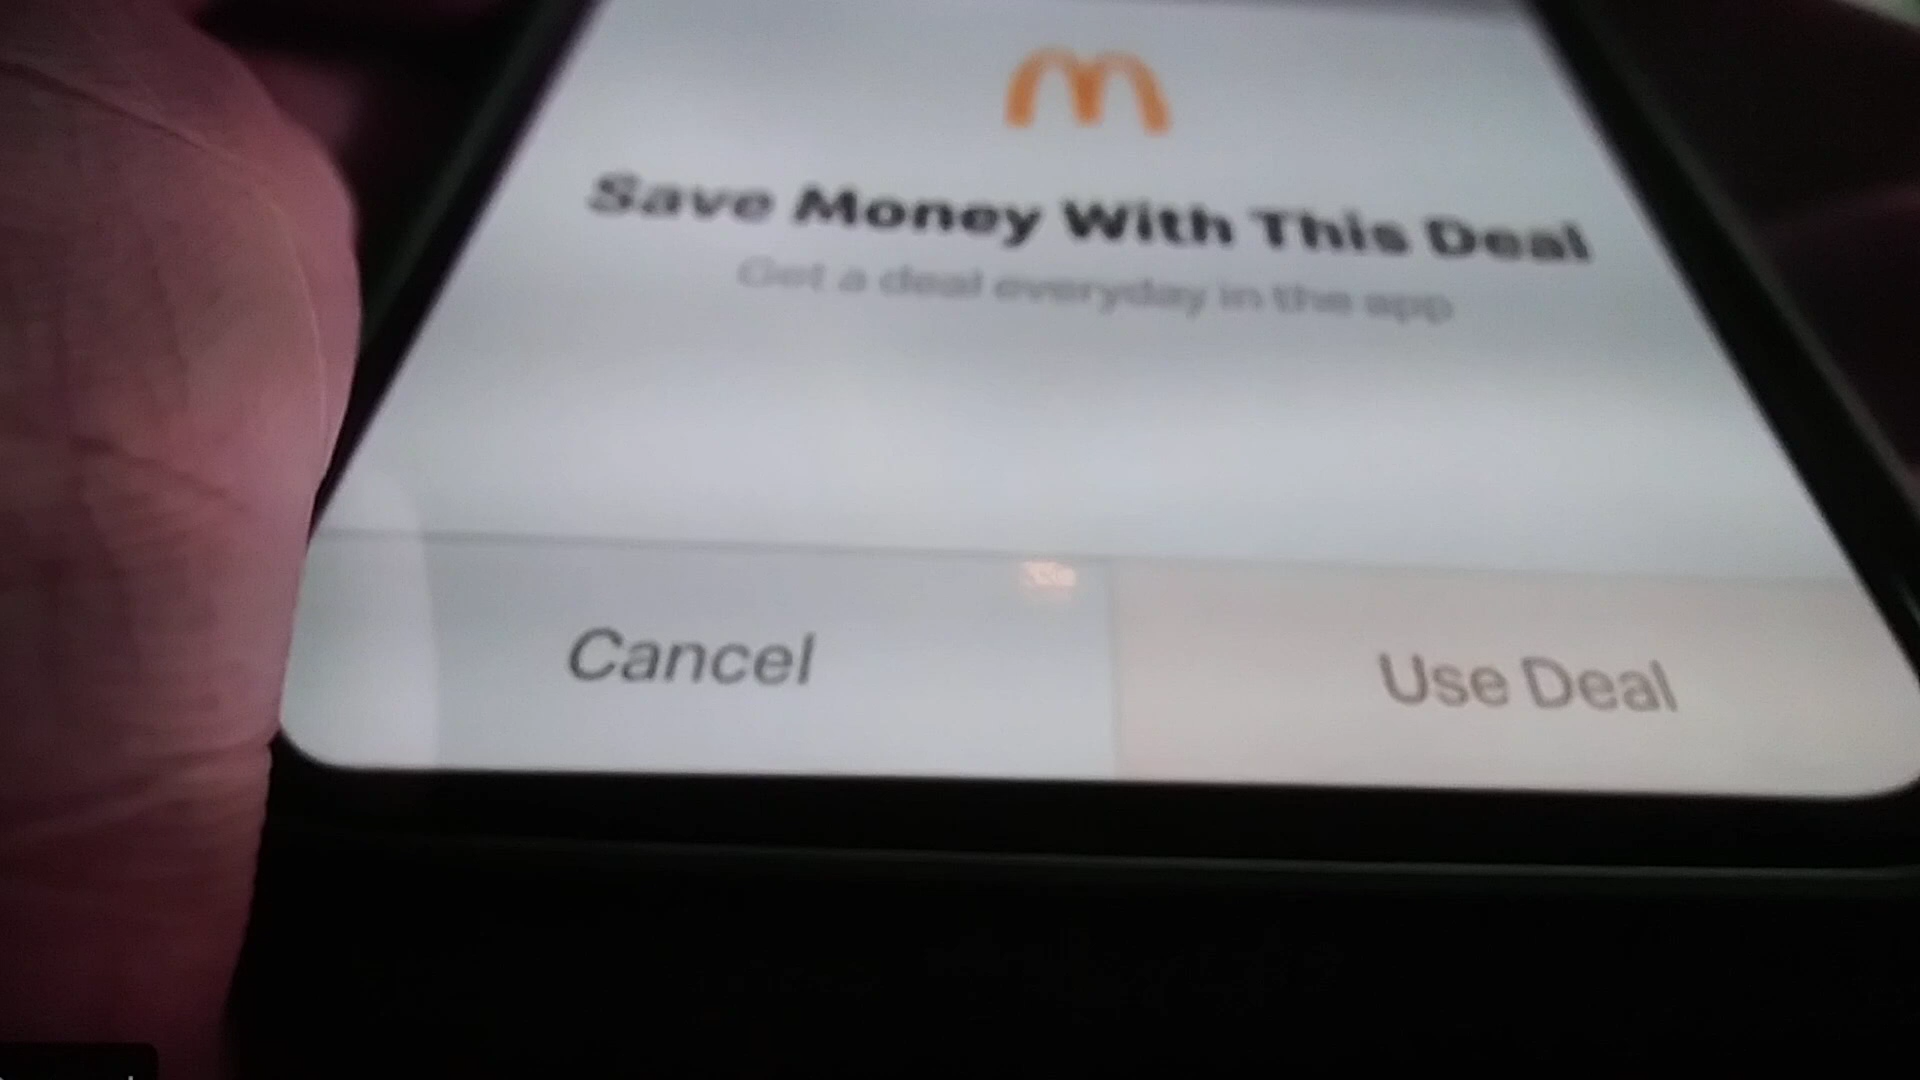 Save Money With This Deal
Get a deal everyday in the app
Cancel
Use Deal